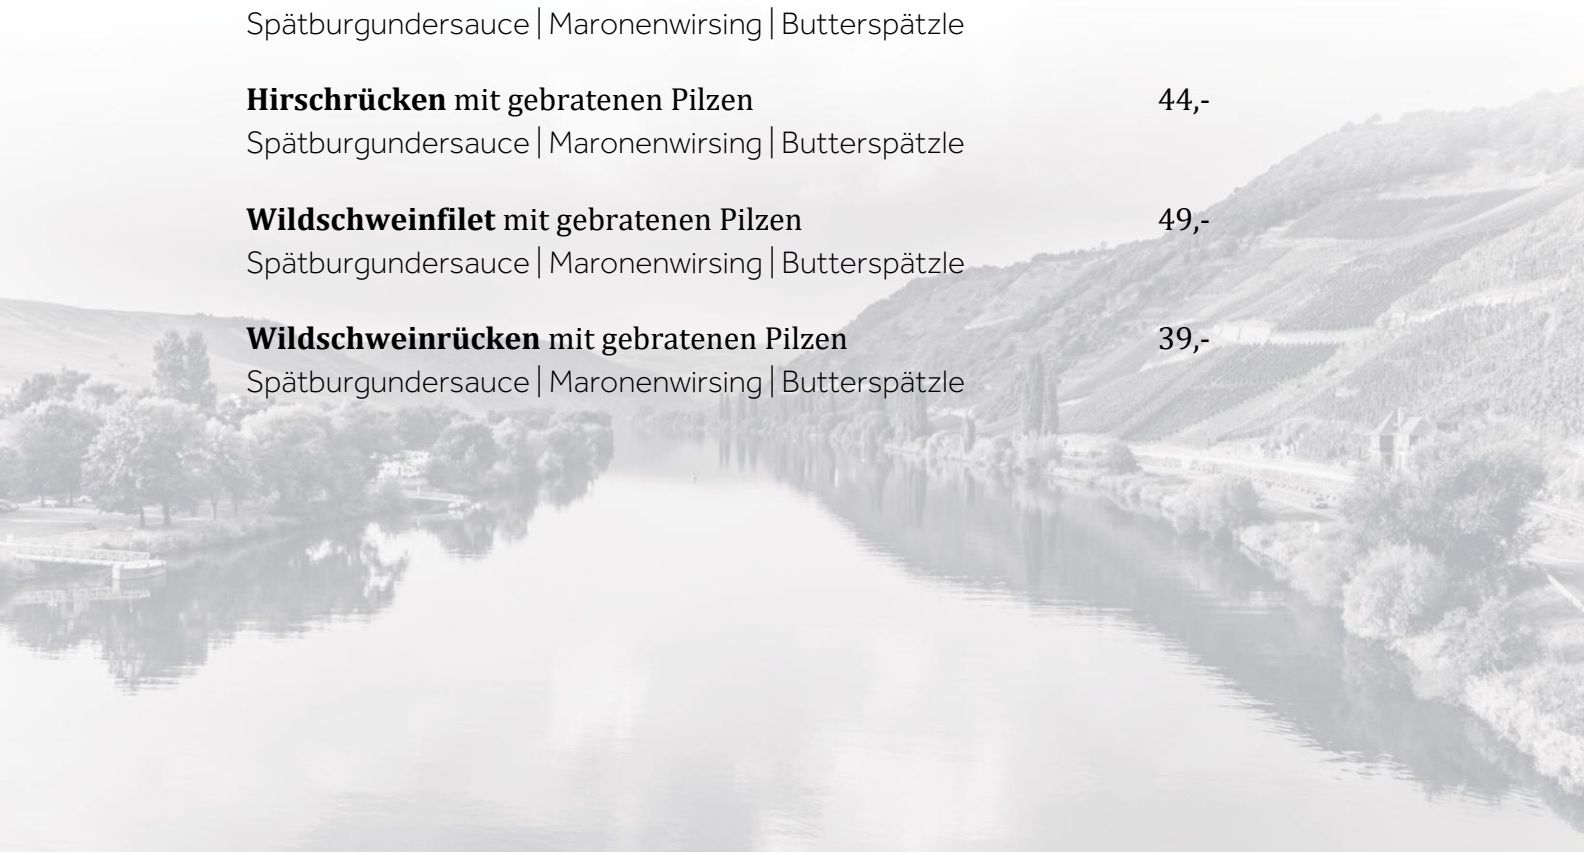 Spätburgundersauce | Maronenwirsing | Butterspätzle
Hirschrücken mit gebratenen Pilzen 44,-
Spätburgundersauce | Maronenwirsing | Butterspätzle
Wildschweinfilet mit gebratenen Pilzen 49,-
Spätburgundersauce | Maronenwirsing | Butterspätzle
Wildschweinrücken mit gebratenen Pilzen 39,-
Spätburgundersauce | Maronenwirsing | Butterspätzle